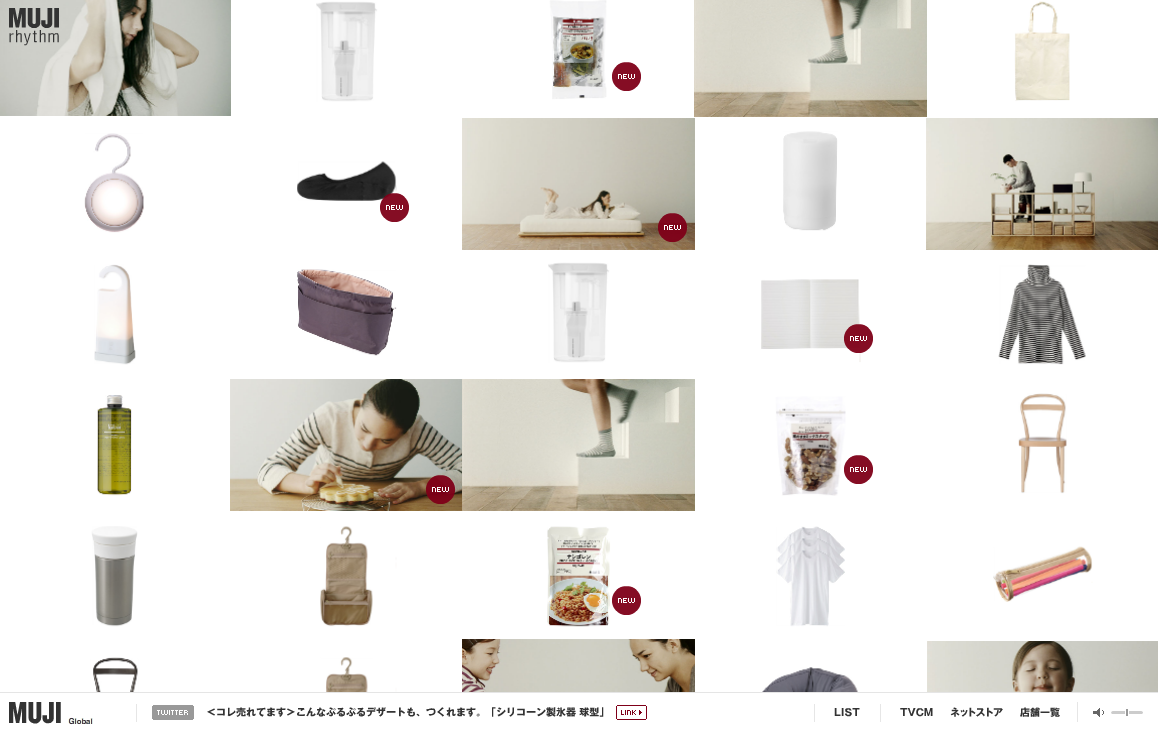 MUJI
rhythm
NEW
NEW
NEW
NEW
NEW
NEW
NEW
MUJI Global
TWITTER
＜コレ売れてます＞こんなぷるぷるデザートも、つくれます。「シリコーン製氷器 球型」
LINK
LIST
TVCM
ネットストア
店舗一覧